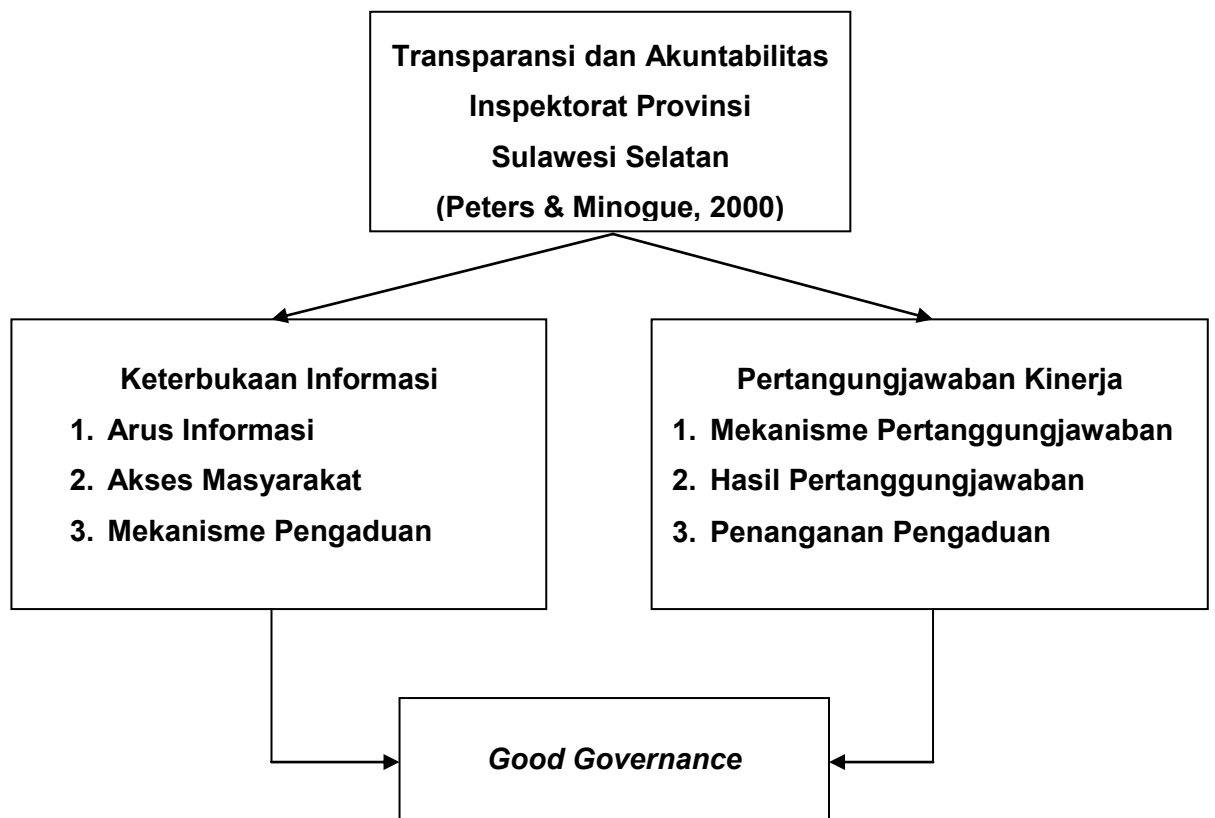 Transparansi dan Akuntabilitas
Inspektorat Provinsi
Sulawesi Selatan
(Peters & Minogue, 2000)
Keterbukaan Informasi
1. Arus Informasi
2. Akses Masyarakat
3. Mekanisme Pengaduan
Pertangungjawaban Kinerja
1. Mekanisme Pertanggungjawaban
2. Hasil Pertanggungjawaban
3. Penanganan Pengaduan
Good Governance